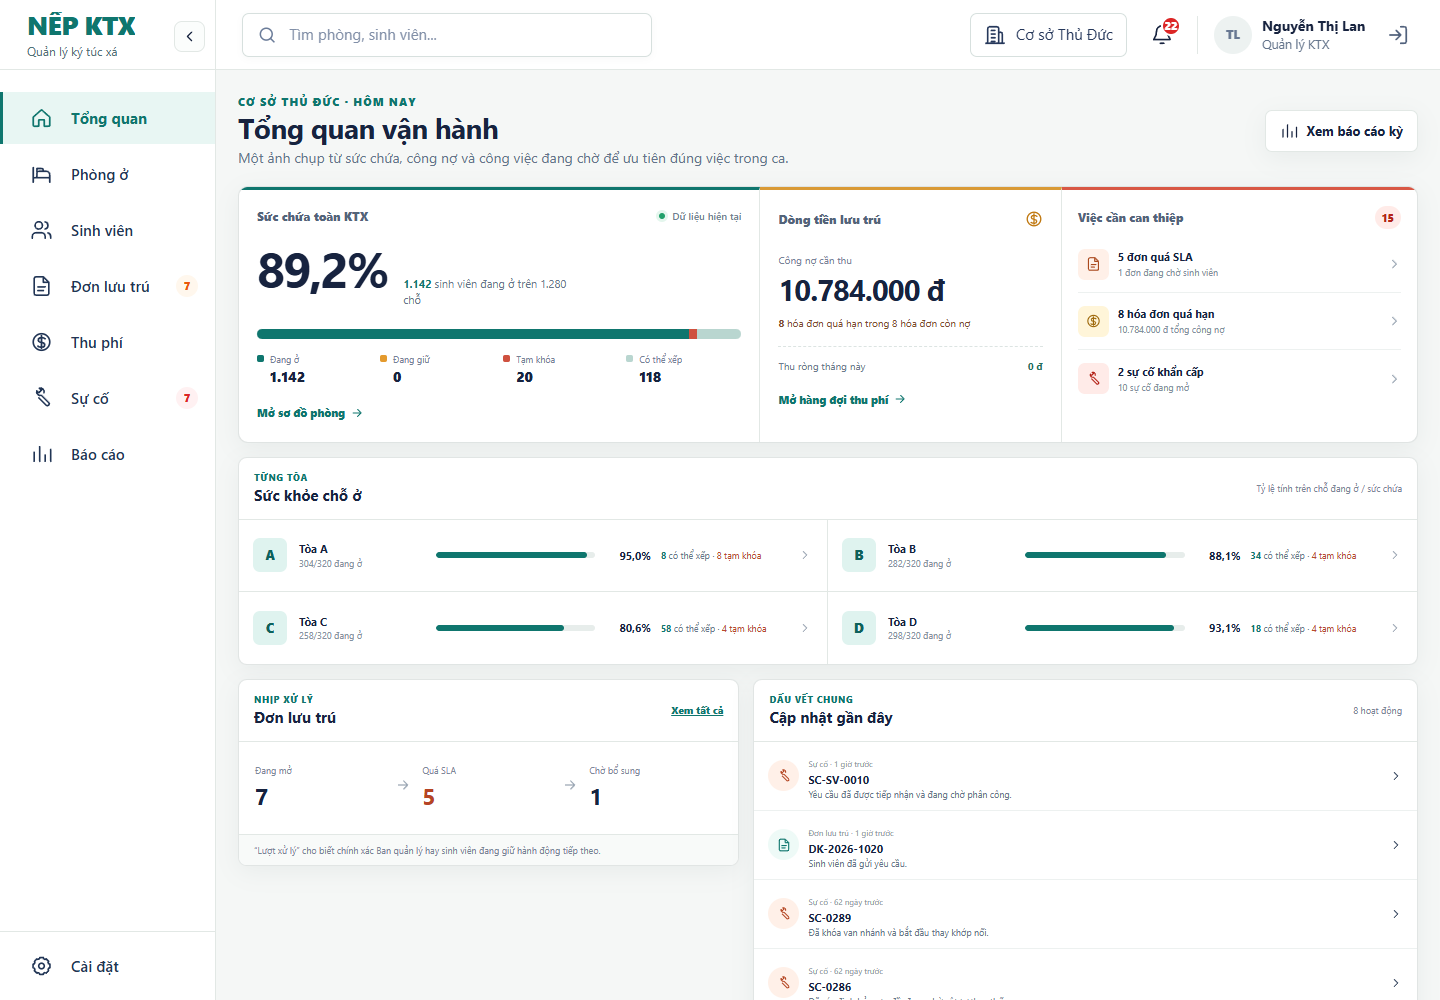 NẾP KTX
Quản lý ký túc xá
Tìm phòng, sinh viên...
Cơ sở Thủ Đức
22
TL
Nguyễn Thị Lan
Quản lý KTX
Tổng quan
Phòng ở
Sinh viên
Đơn lưu trú
7
Thu phí
Sự cố
7
Báo cáo
Cài đặt
CƠ SỞ THỦ ĐỨC · HÔM NAY
Tổng quan vận hành
Một ảnh chụp từ sức chứa, công nợ và công việc đang chờ để ưu tiên đúng việc trong ca.
Xem báo cáo kỳ
Sức chứa toàn KTX
Dữ liệu hiện tại
89,2%
1.142 sinh viên đang ở trên 1.280
chỗ
Đang ở
1.142
Đang giữ
0
Tạm khóa
20
Có thể xếp
118
Mở sơ đồ phòng →
Dòng tiền lưu trú
Công nợ cần thu
10.784.000 đ
8 hóa đơn quá hạn trong 8 hóa đơn còn nợ
Thu ròng tháng này
0 đ
Mở hàng đợi thu phí →
Việc cần can thiệp
15
5 đơn quá SLA
1 đơn đang chờ sinh viên
8 hóa đơn quá hạn
10.784.000 đ tổng công nợ
2 sự cố khẩn cấp
10 sự cố đang mở
TỪNG TÒA
Sức khỏe chỗ ở
Tỷ lệ tính trên chỗ đang ở / sức chứa
A
Tòa A
304/320 đang ở
95,0%
8 có thể xếp · 8 tạm khóa
B
Tòa B
282/320 đang ở
88,1%
34 có thể xếp · 4 tạm khóa
C
Tòa C
258/320 đang ở
80,6%
58 có thể xếp · 4 tạm khóa
D
Tòa D
298/320 đang ở
93,1%
18 có thể xếp · 4 tạm khóa
NHỊP XỬ LÝ
Đơn lưu trú
Xem tất cả
Đang mở
7
→
Quá SLA
5
→
Chờ bổ sung
1
"Lượt xử lý" cho biết chính xác Ban quản lý hay sinh viên đang giữ hành động tiếp theo.
DẤU VẾT CHUNG
Cập nhật gần đây
8 hoạt động
Sự cố · 1 giờ trước
SC-SV-0010
Yêu cầu đã được tiếp nhận và đang chờ phân công.
Đơn lưu trú · 1 giờ trước
DK-2026-1020
Sinh viên đã gửi yêu cầu.
Sự cố · 62 ngày trước
SC-0289
Đã khóa van nhánh và bắt đầu thay khớp nối.
Sự cố · 62 ngày trước
SC-0286